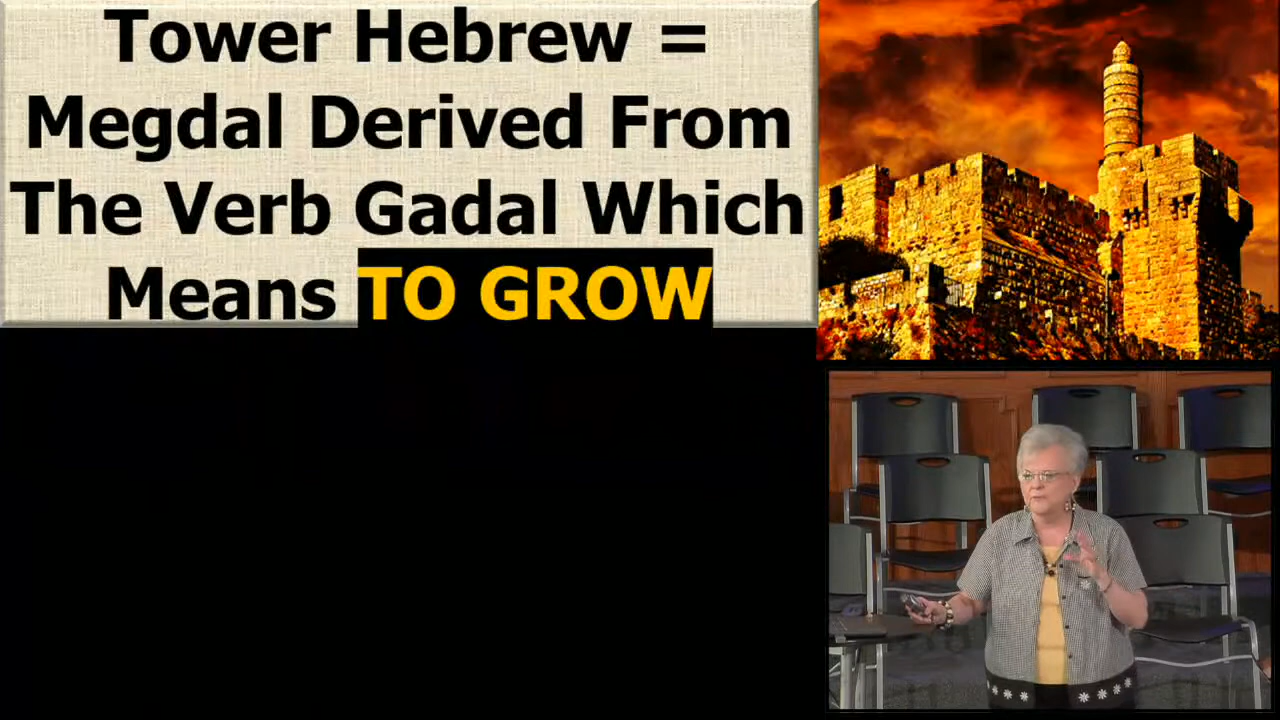 Tower Hebrew =
Megdal Derived From
The Verb Gadal Which
Means TO GROW